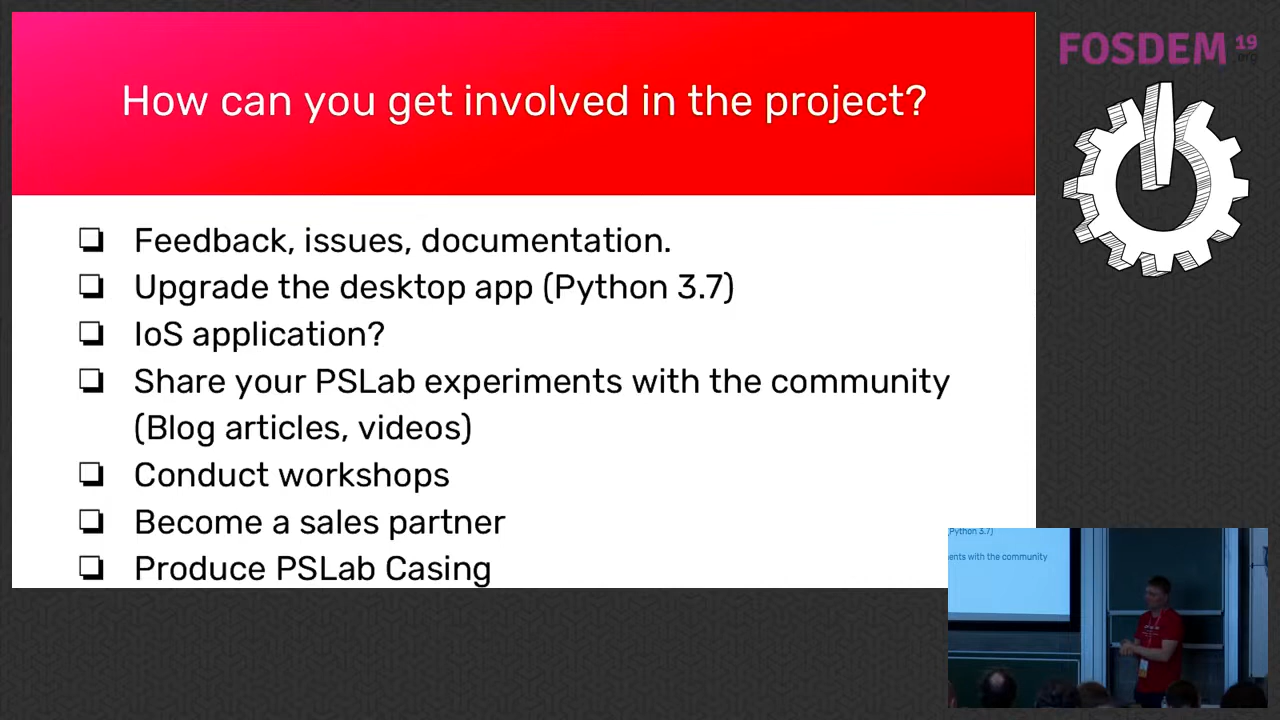 How can you get involved in the project?
FOSDEM 19
.org
❏ Feedback, issues, documentation.
❏ Upgrade the desktop app (Python 3.7)
❏ IoS application?
❏ Share your PSLab experiments with the community
(Blog articles, videos)
❏ Conduct workshops
❏ Become a sales partner
❏ Produce PSLab Casing
Python 3.7)
ents with the community